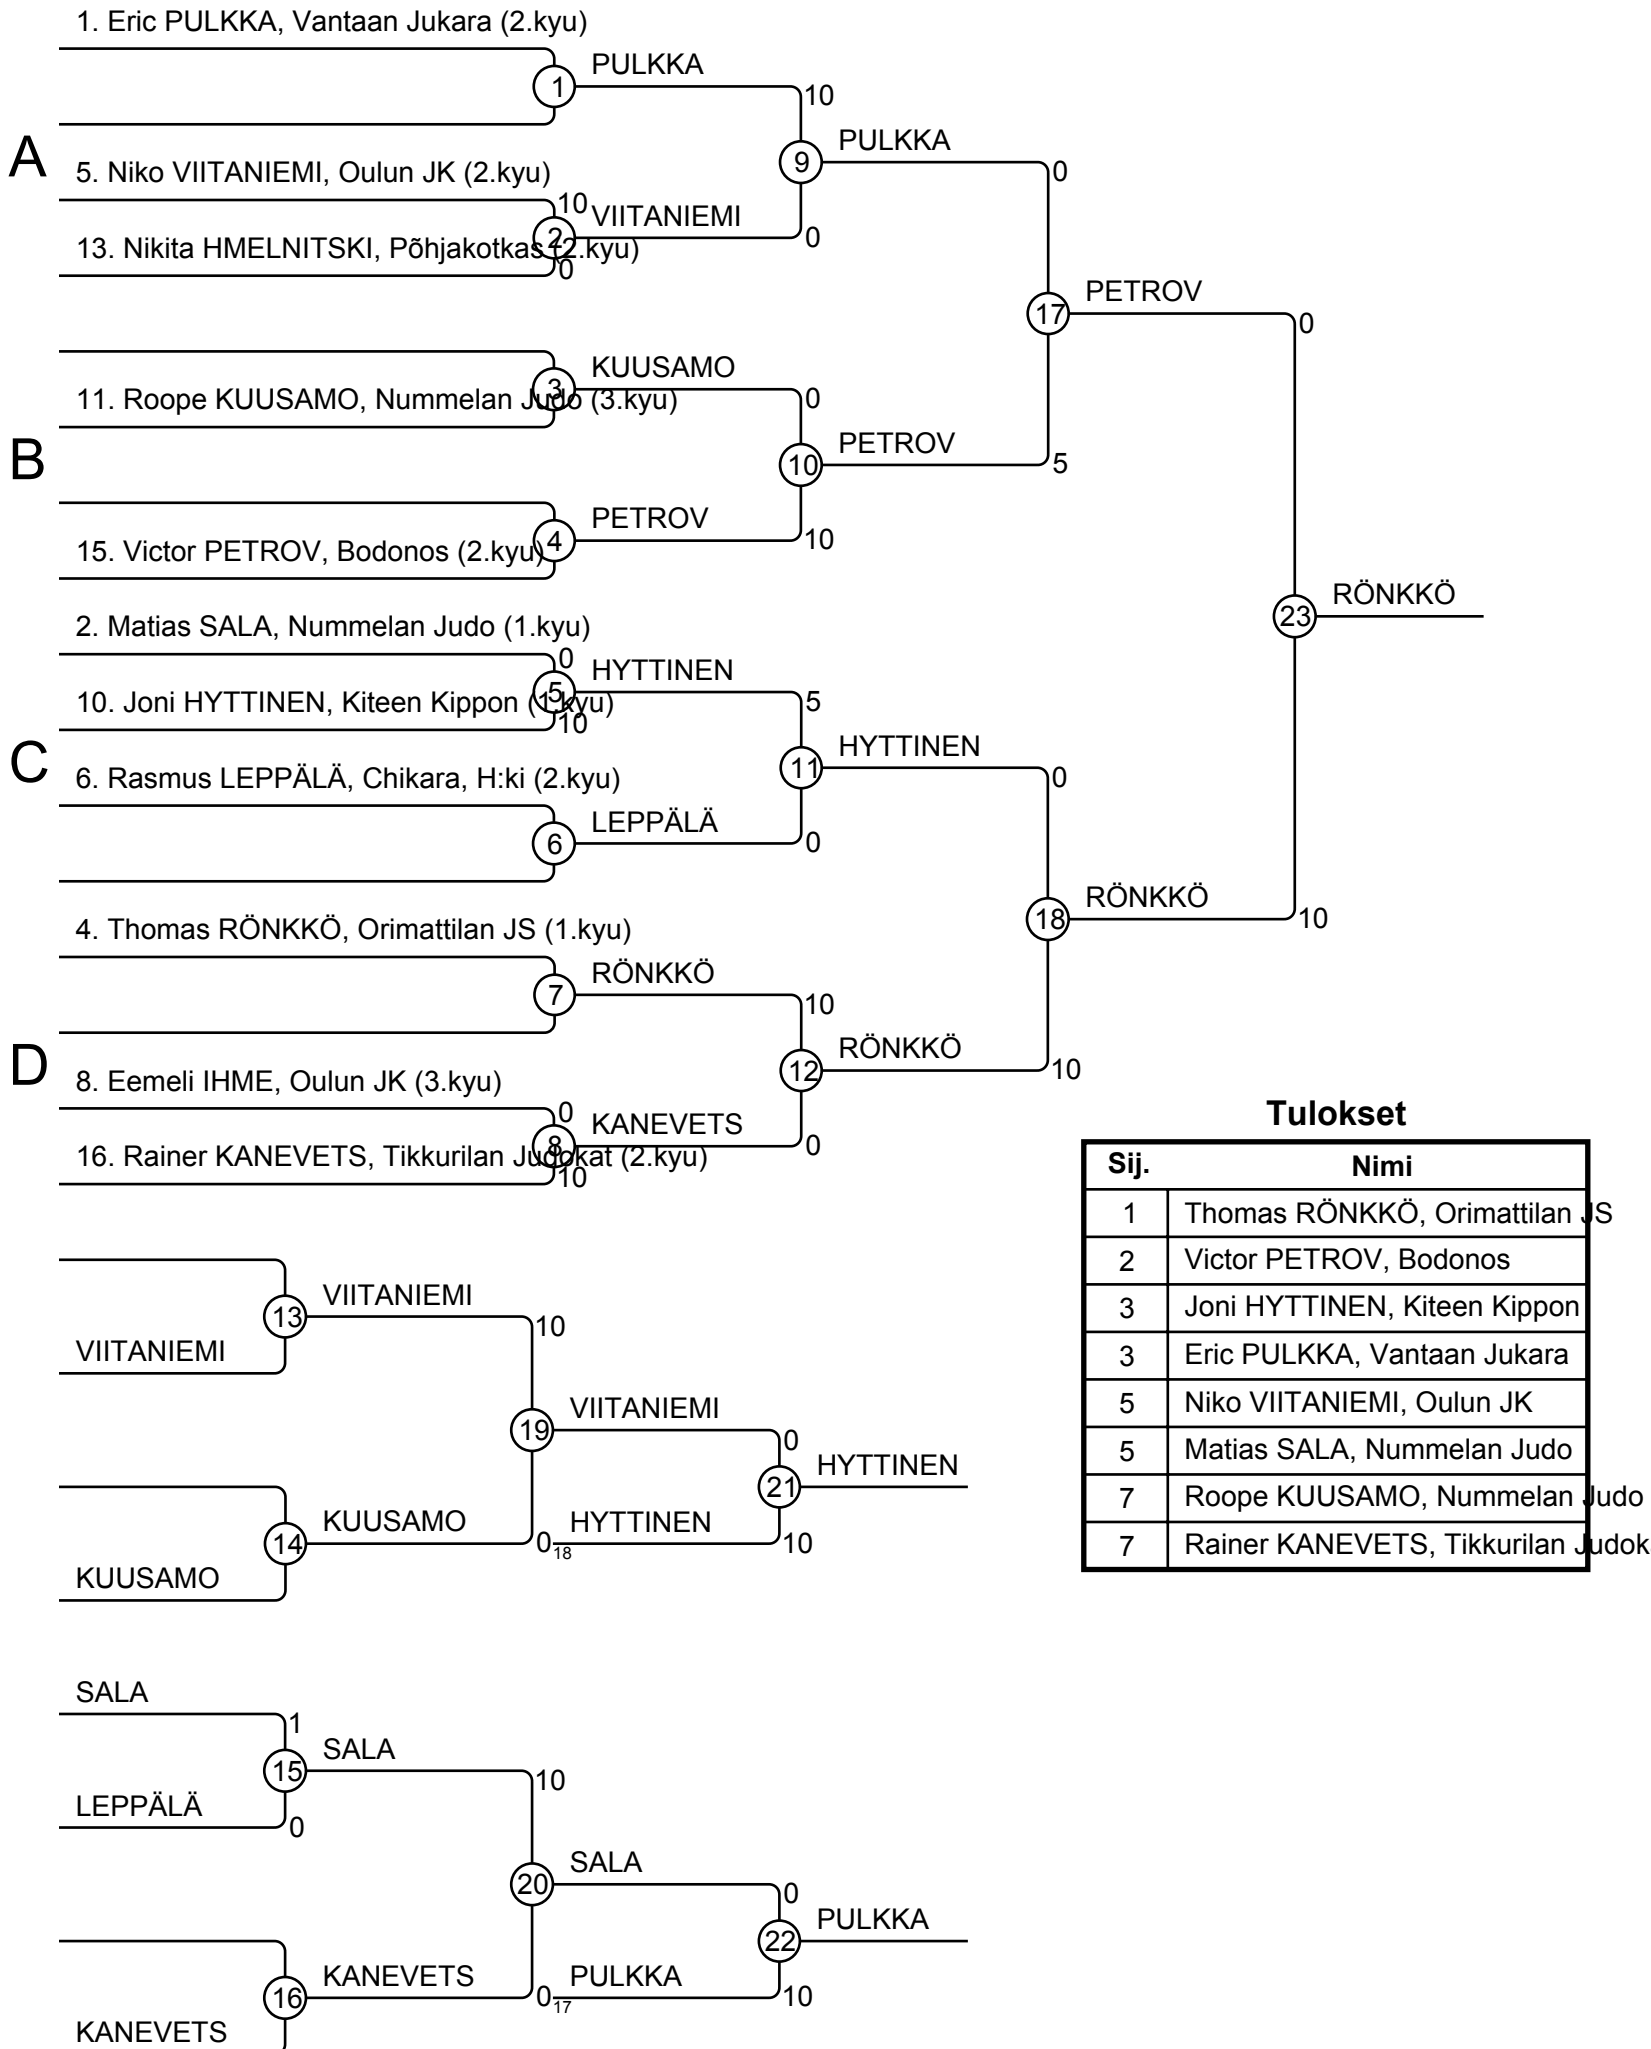 1. Eric PULKKA, Vantaan Jukara (2.kyu)
PULKKA
1
10
A
PULKKA
9
0
5. Niko VIITANIEMI, Oulun JK (2.kyu)
10
VIITANIEMI
2
0
13. Nikita HMELNITSKI, Põhjakotkas (2.kyu)
0
PETROV
17
0
KUUSAMO
3
0
11. Roope KUUSAMO, Nummelan Judo (3.kyu)
B
PETROV
10
5
PETROV
4
10
15. Victor PETROV, Bodonos (2.kyu)
RÖNKKÖ
23
2. Matias SALA, Nummelan Judo (1.kyu)
0
HYTTINEN
5
5
10. Joni HYTTINEN, Kiteen Kippon (1.kyu)
10
C
HYTTINEN
11
0
6. Rasmus LEPPÄLÄ, Chikara, H:ki (2.kyu)
LEPPÄLÄ
6
0
RÖNKKÖ
18
10
4. Thomas RÖNKKÖ, Orimattilan JS (1.kyu)
RÖNKKÖ
7
10
D
RÖNKKÖ
12
10
8. Eemeli IHME, Oulun JK (3.kyu)
0
KANEVETS
8
0
16. Rainer KANEVETS, Tikkurilan Judokat (2.kyu)
10
Tulokset
Sij. Nimi
1 Thomas RÖNKKÖ, Orimattilan JS
2 Victor PETROV, Bodonos
3 Joni HYTTINEN, Kiteen Kippon
3 Eric PULKKA, Vantaan Jukara
5 Niko VIITANIEMI, Oulun JK
5 Matias SALA, Nummelan Judo
7 Roope KUUSAMO, Nummelan Judo
7 Rainer KANEVETS, Tikkurilan Judok
VIITANIEMI
13
10
VIITANIEMI
VIITANIEMI
19
0
HYTTINEN
21
KUUSAMO
14
0
18
HYTTINEN
10
KUUSAMO
SALA
1
SALA
15
10
LEPPÄLÄ
0
SALA
20
0
PULKKA
22
KANEVETS
16
0
17
PULKKA
10
KANEVETS